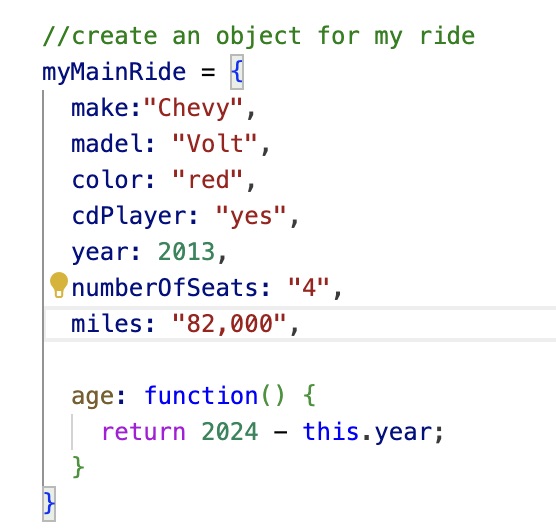 //create an object for my ride
myMainRide = {
make:"Chevy",
madel: "Volt",
color: "red",
cdPlayer: "yes",
year: 2013,
numberOfSeats: "4",
miles: "82,000",
age: function() {
return 2024 - this.year;
}
}